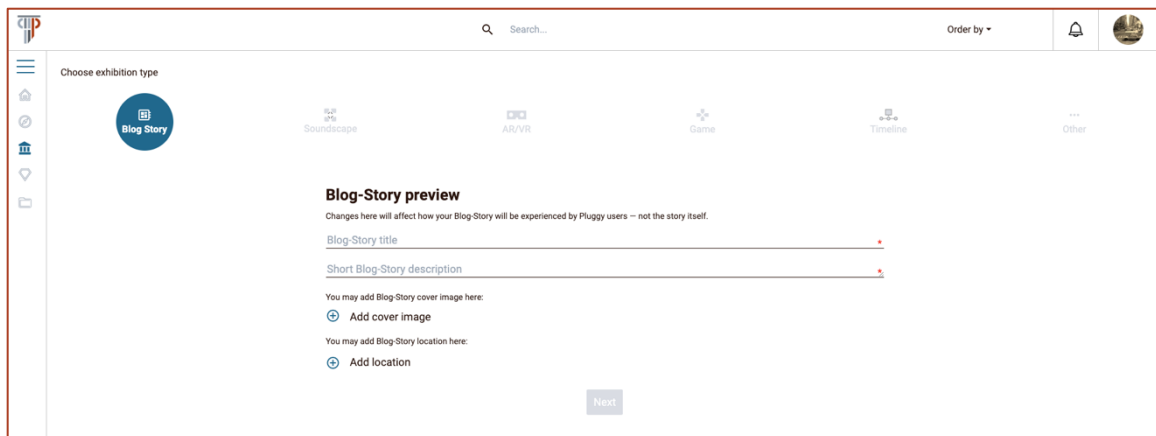 Search...
Order by
Choose exhibition type
Blog Story
Soundscape
AR/VR
Game
Timeline
Other
Blog-Story preview
Changes here will affect how your Blog-Story will be experienced by Pluggy users — not the story itself.
Blog-Story title *
Short Blog-Story description *
You may add Blog-Story cover image here:
Add cover image
You may add Blog-Story location here:
Add location
Next